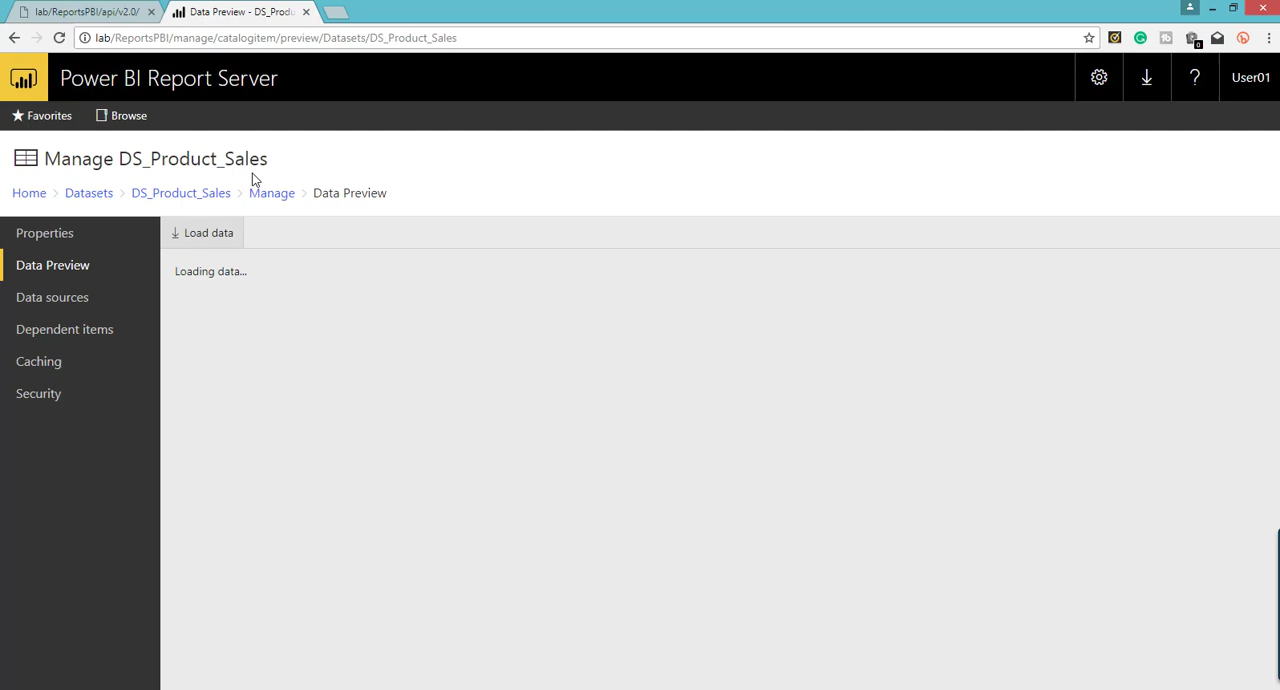 lab/ReportsPBI/api/v2.0/
Data Preview - DS_Produ
lab/ReportsPBI/manage/catalogitem/preview/Datasets/DS_Product_Sales
0
Power BI Report Server
? User01
Favorites Browse
Manage DS_Product_Sales
Home > Datasets > DS_Product_Sales > Manage > Data Preview
Properties
Load data
Data Preview
Loading data...
Data sources
Dependent items
Caching
Security